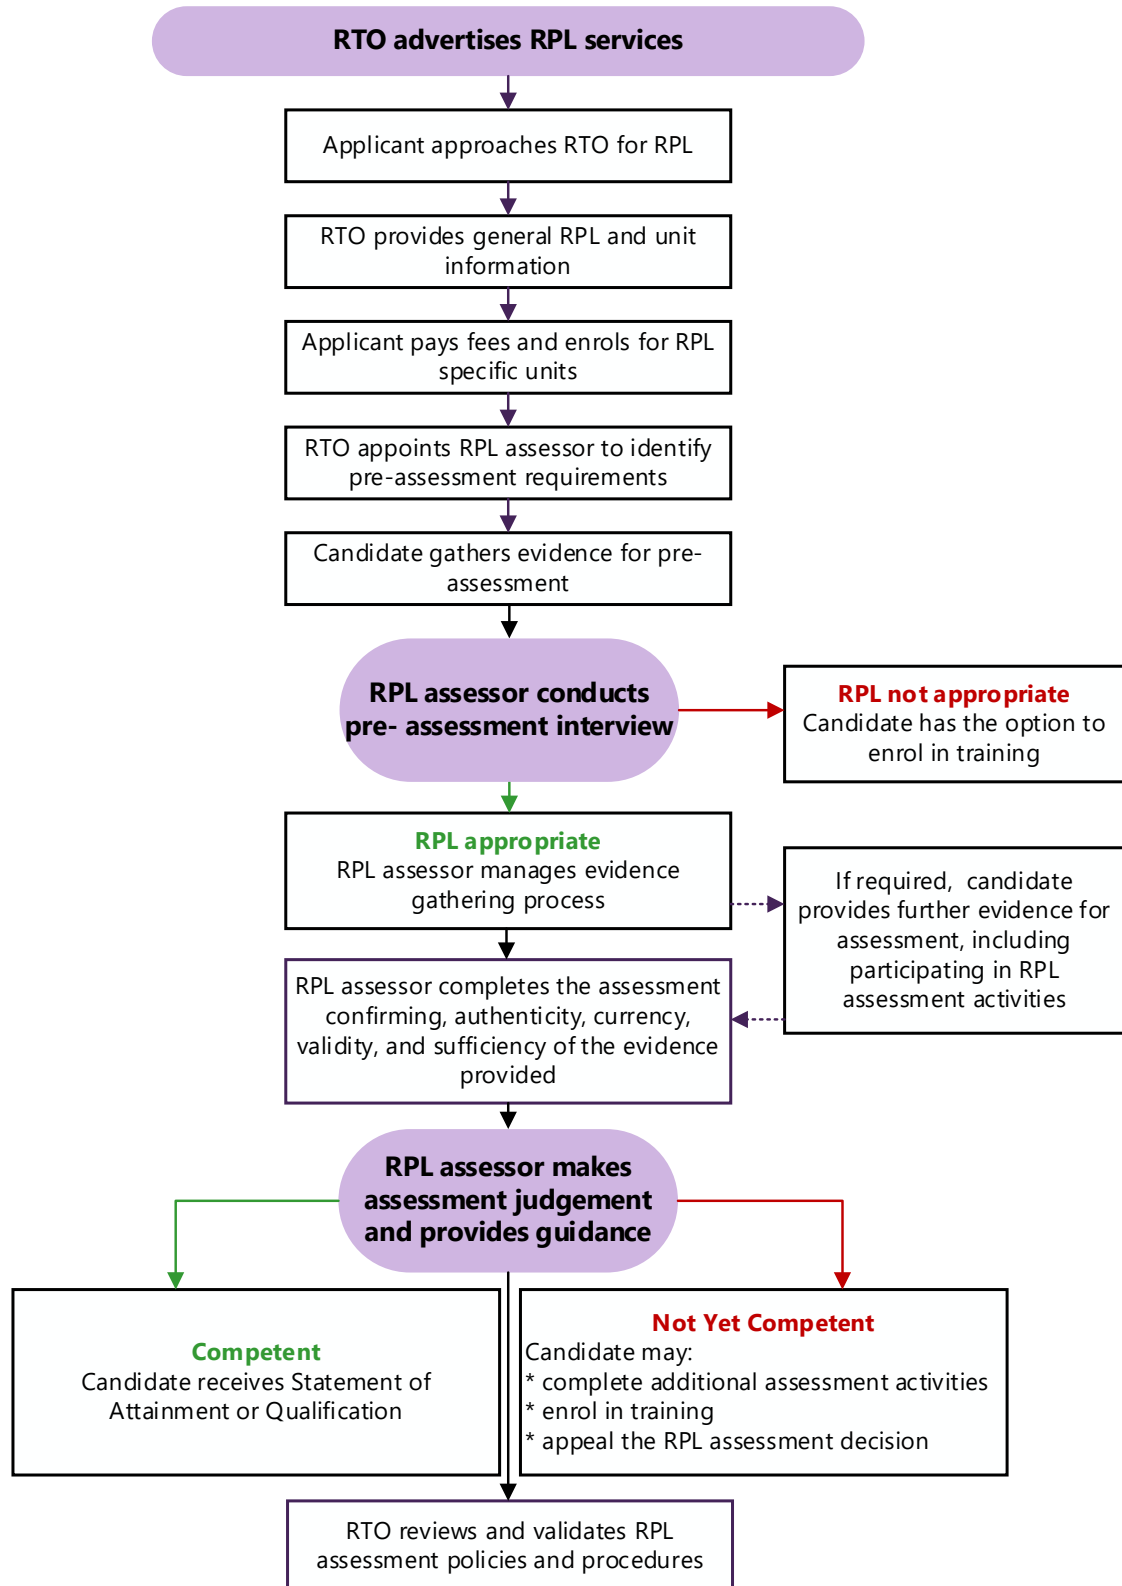 RTO advertises RPL services
Applicant approaches RTO for RPL
RTO provides general RPL and unit
information
Applicant pays fees and enrols for RPL
specific units
RTO appoints RPL assessor to identify
pre-assessment requirements
Candidate gathers evidence for pre-
assessment
RPL assessor conducts
pre- assessment interview
RPL not appropriate
Candidate has the option to
enrol in training
RPL appropriate
RPL assessor manages evidence
gathering process
If required, candidate
provides further evidence for
assessment, including
participating in RPL
assessment activities
RPL assessor completes the assessment
confirming, authenticity, currency,
validity, and sufficiency of the evidence
provided
RPL assessor makes
assessment judgement
and provides guidance
Competent
Candidate receives Statement of
Attainment or Qualification
Not Yet Competent
Candidate may:
* complete additional assessment activities
* enrol in training
* appeal the RPL assessment decision
RTO reviews and validates RPL
assessment policies and procedures